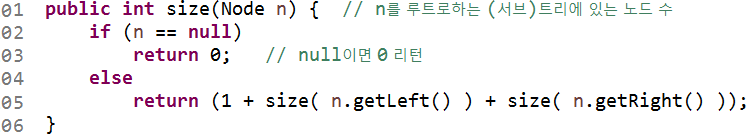 01 public int size(Node n) {  // n를 루트로하는 (서브)트리에 있는 노드 수
02     if (n == null)
03         return 0;   // null이면 0 리턴
04     else
05         return (1 + size( n.getLeft() ) + size( n.getRight() ));
06 }